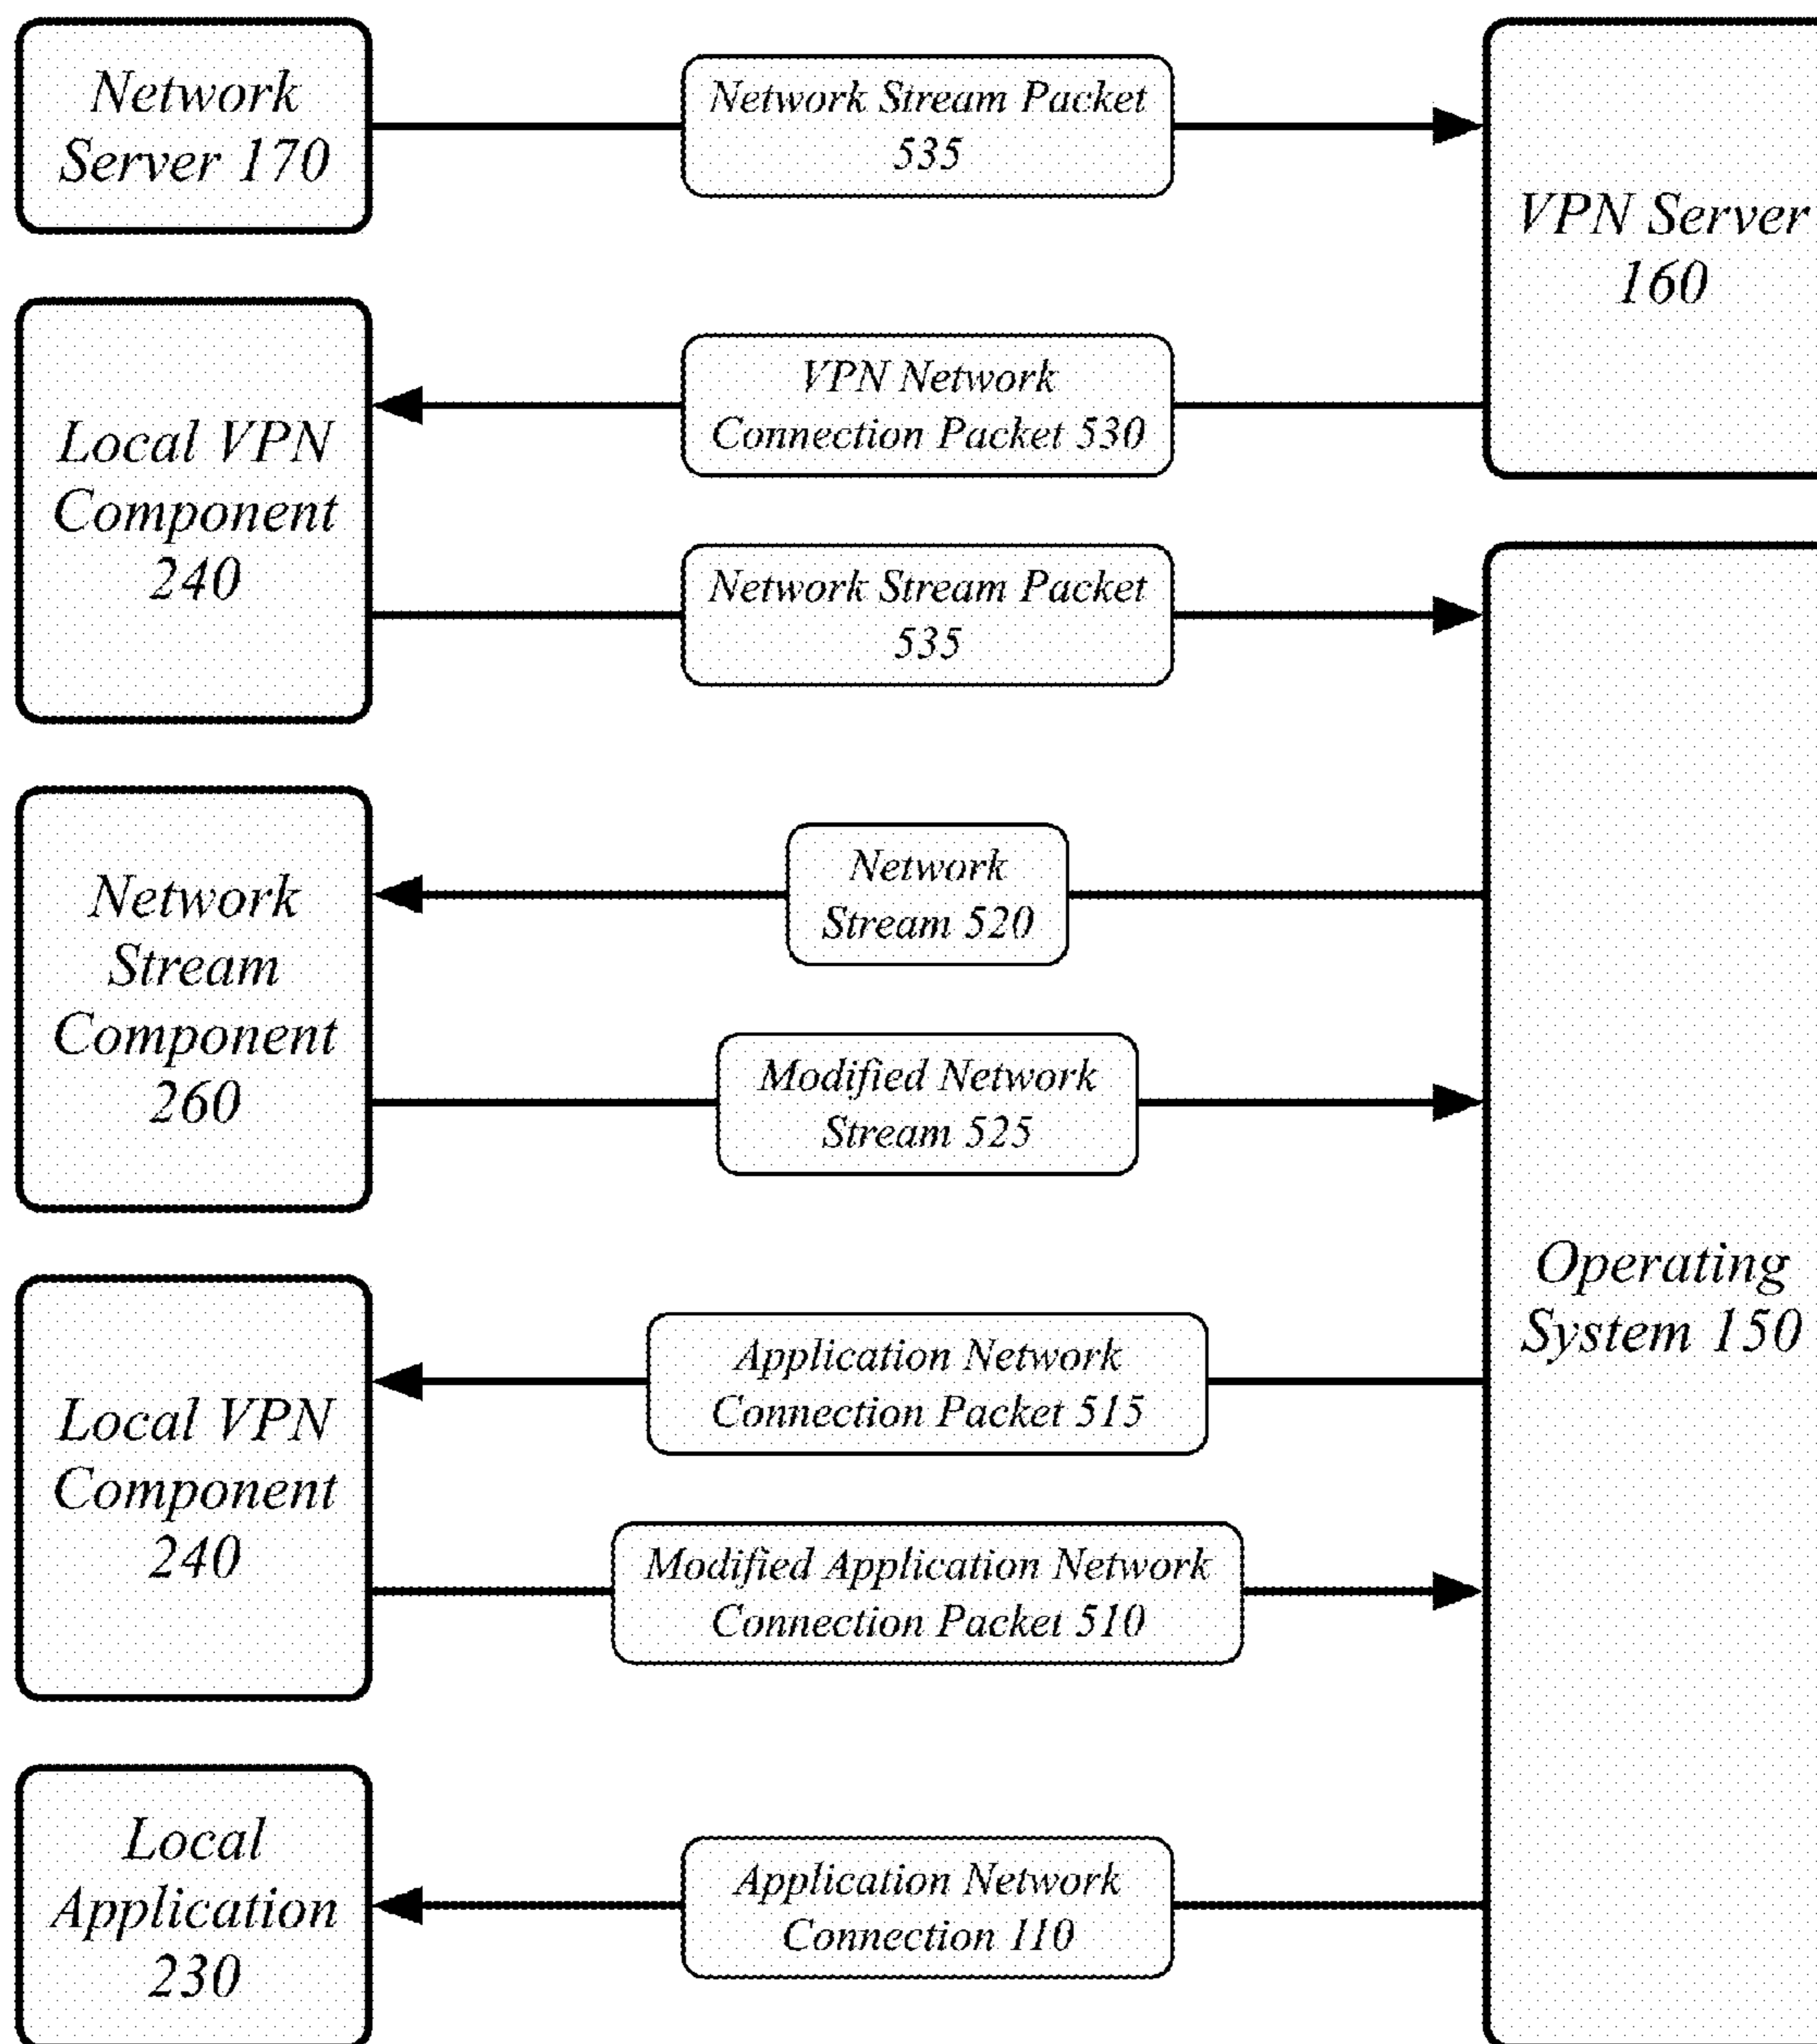 Network
Server 170
Network Stream Packet
535
VPN Server
160
VPN Network
Connection Packet 530
Local VPN
Component
240
Network Stream Packet
535
Network
Stream
Component
260
Network
Stream 520
Modified Network
Stream 525
Operating
System 150
Application Network
Connection Packet 515
Local VPN
Component
240
Modified Application Network
Connection Packet 510
Local
Application
230
Application Network
Connection 110